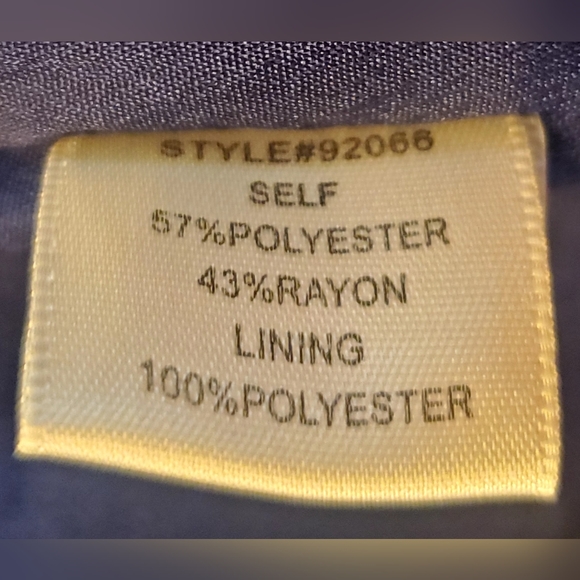 STYLE#92066
SELF
57%POLYESTER
43%RAYON
LINING
100%POLYESTER